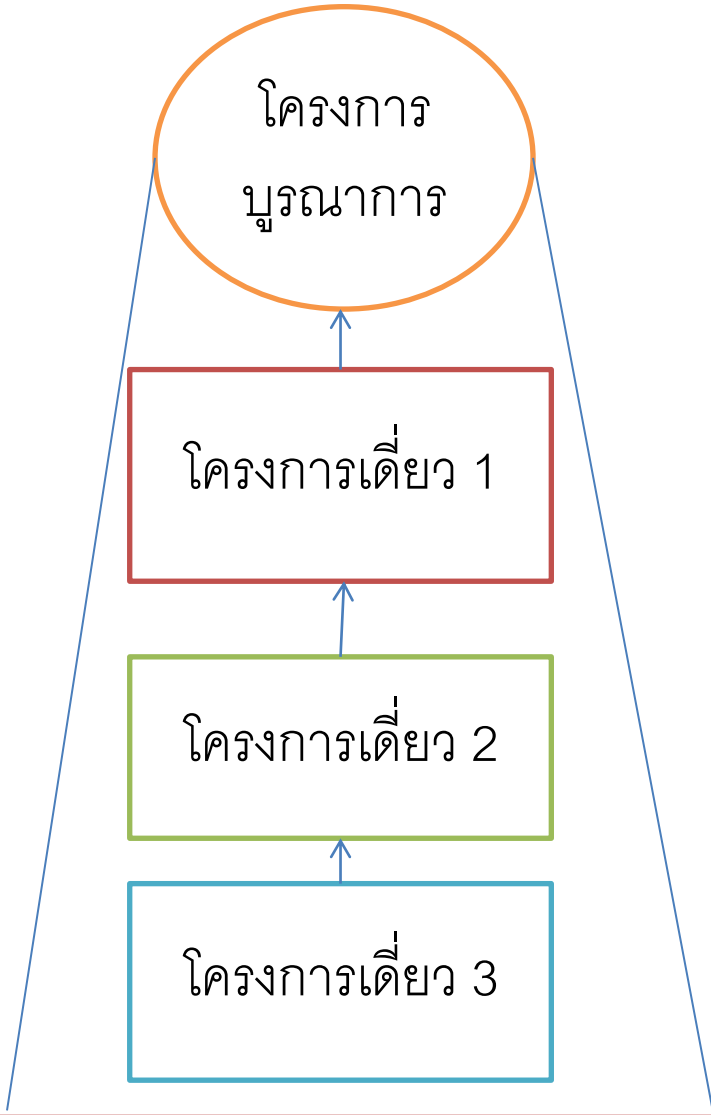 โครงการ
บูรณาการ
โครงการเดี่ยว 1
โครงการเดี่ยว 2
โครงการเดี่ยว 3